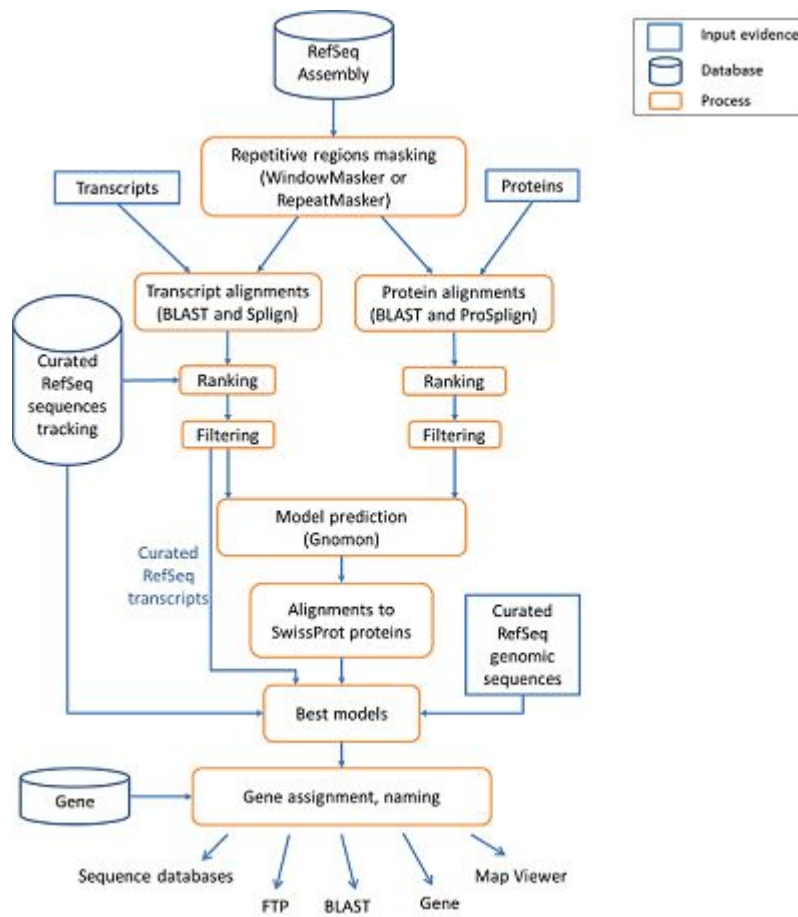 RefSeq
Assembly
Input evidence
Database
Process
Repetitive regions masking
(WindowMasker or
RepeatMasker)
Transcripts
Proteins
Transcript alignments
(BLAST and Splign)
Protein alignments
(BLAST and ProSplign)
Curated
RefSeq
sequences
tracking
Ranking
Ranking
Filtering
Filtering
Model prediction
(Gnomon)
Curated
RefSeq
transcripts
Alignments to
SwissProt proteins
Curated
RefSeq
genomic
sequences
Best models
Gene
Gene assignment, naming
Sequence databases
FTP
BLAST
Gene
Map Viewer